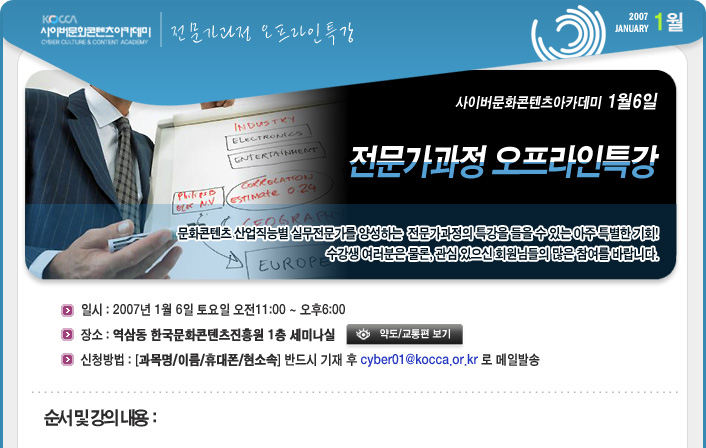 KOCCA
사이버문화콘텐츠아카데미
CYBER CULTURE & CONTENT ACADEMY
전문가과정 오프라인특강
2007
JANUARY 1월
사이버문화콘텐츠아카데미 1월6일
전문가과정 오프라인특강
INDUSTRY
ELECTRONICS
ENTERTAINMENT
CORRELATION
ESTIMATE 0.29
EUROPE
문화콘텐츠 산업직능별 실무전문가를 양성하는 전문가과정의 특강을 들을 수 있는 아주 특별한 기회!
수강생 여러분은 물론, 관심 있으신 회원님들의 많은 참여를 바랍니다.
일시 : 2007년 1월 6일 토요일 오전11:00 ~ 오후6:00
장소 : 역삼동 한국문화콘텐츠진흥원 1층 세미나실 약도/교통편 보기
신청방법 : [과목명/이름/휴대폰/현소속] 반드시 기재 후 cyber01@kocca.or.kr 로 메일발송
순서 및 강의 내용 :